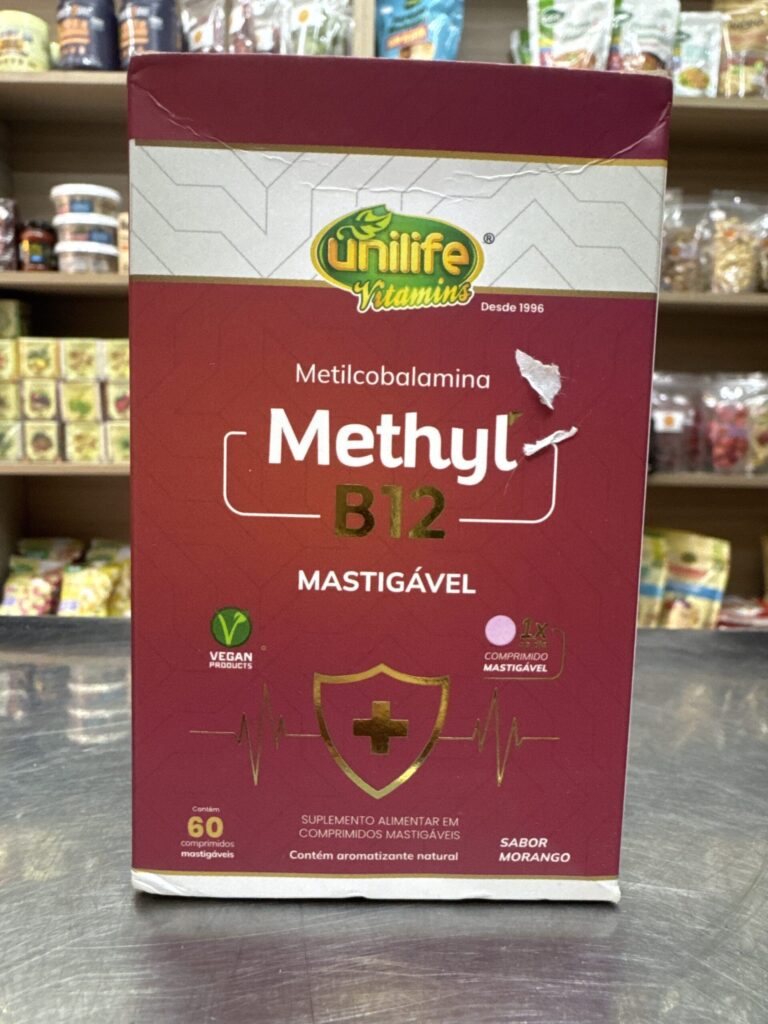 unilife ®
Vitamins
Desde 1996
Metilcobalamina
Methyl
B12
MASTIGÁVEL
VEGAN
PRODUCTS
1x
COMPRIMIDO
MASTIGÁVEL
Contém
60
comprimidos
mastigáveis
SUPLEMENTO ALIMENTAR EM
COMPRIMIDOS MASTIGÁVEIS
Contém aromatizante natural
SABOR
MORANGO